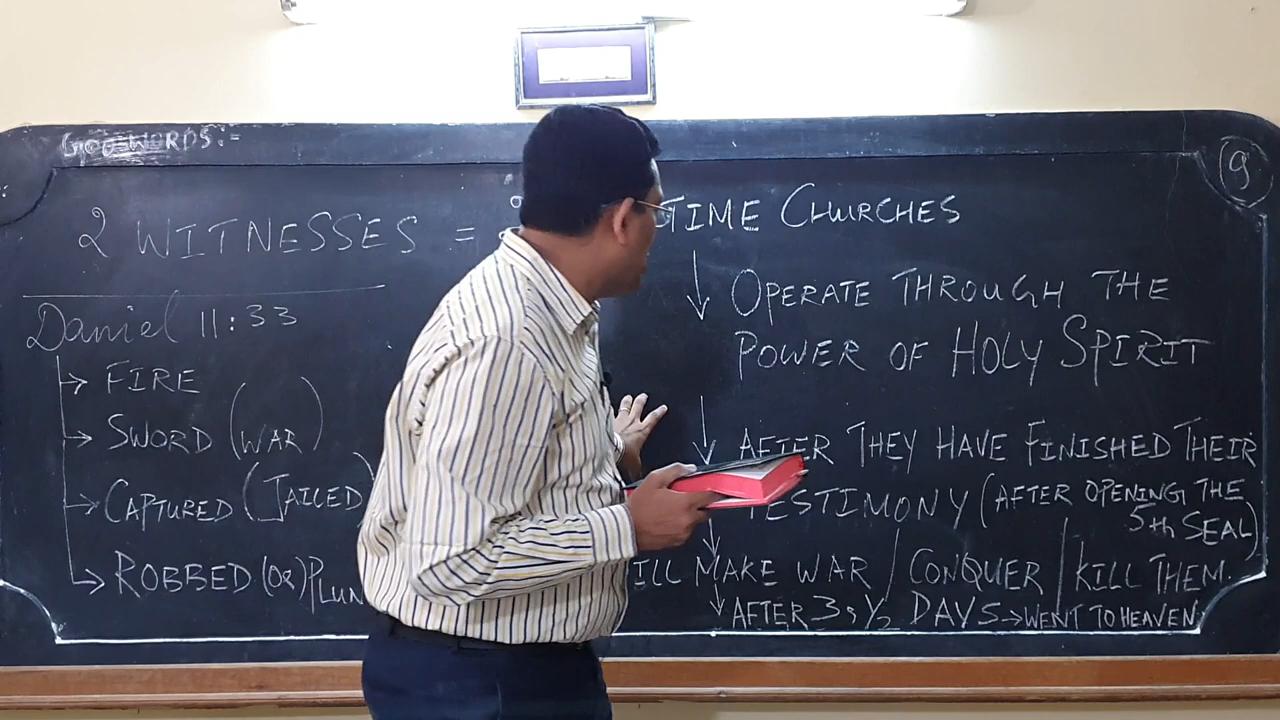 GOD WORDS:-
9
2 WITNESSES = TIME CHURCHES
OPERATE THROUGH THE
POWER OF HOLY SPIRIT
AFTER THEY HAVE FINISHED THEIR
TESTIMONY (AFTER OPENING THE
5th SEAL)
ILL MAKE WAR / CONQUER / KILL THEM.
AFTER 3, 1/2 DAYS → WENT TO HEAVEN
Daniel 11:33
→ FIRE
→ SWORD (WAR)
→ CAPTURED (JAILED)
→ ROBBED (OR) PLUN